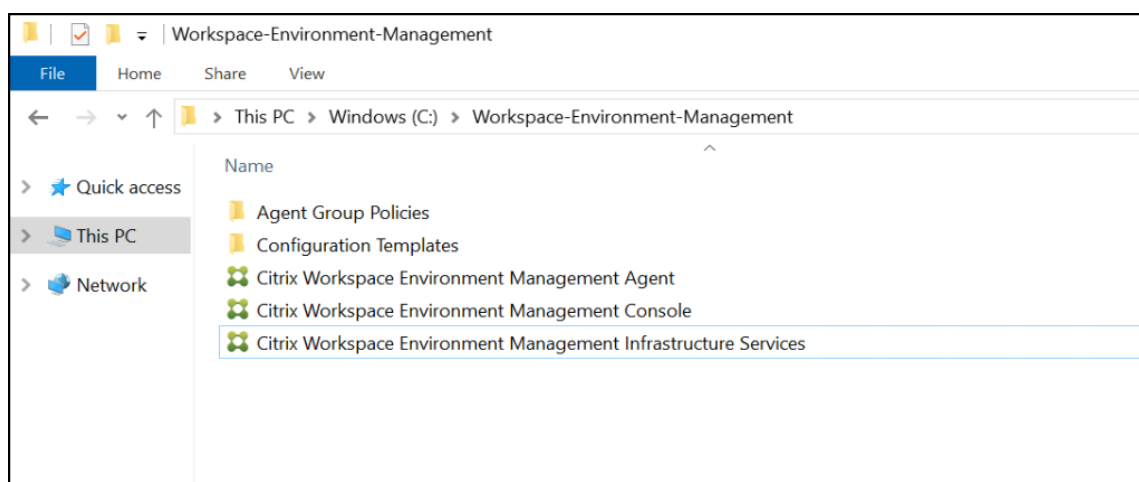 Workspace-Environment-Management
File Home Share View
This PC > Windows (C:) > Workspace-Environment-Management
Name
Quick access
Agent Group Policies
This PC
Configuration Templates
Citrix Workspace Environment Management Agent
Network
Citrix Workspace Environment Management Console
Citrix Workspace Environment Management Infrastructure Services